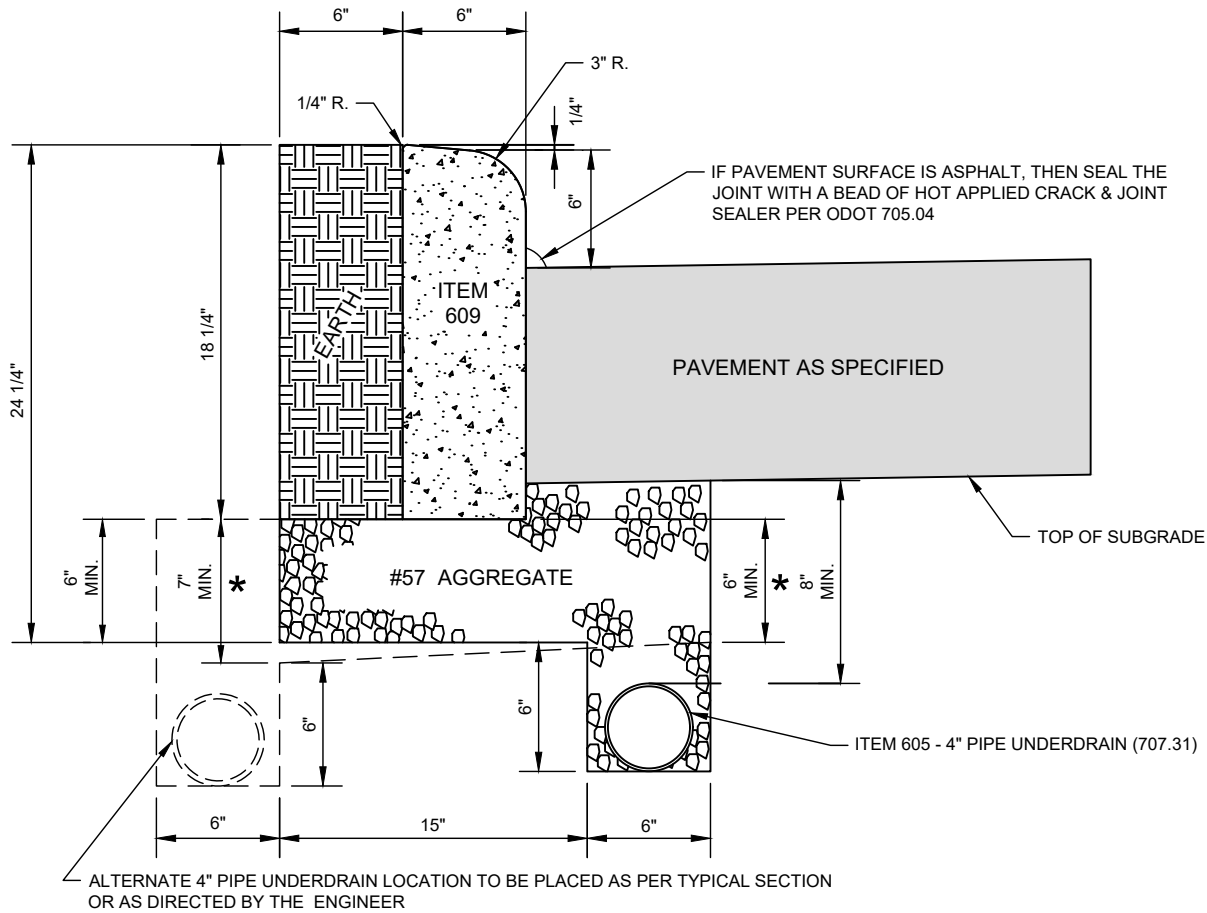 6"
6"
3" R.
1/4" R.
1/4"
IF PAVEMENT SURFACE IS ASPHALT, THEN SEAL THE
JOINT WITH A BEAD OF HOT APPLIED CRACK & JOINT
SEALER PER ODOT 705.04
6"
ITEM
609
EARTH
18 1/4"
24 1/4"
PAVEMENT AS SPECIFIED
TOP OF SUBGRADE
6"
MIN.
7"
MIN.
*
#57 AGGREGATE
6"
MIN.
*
8"
MIN.
6"
6"
ITEM 605 - 4" PIPE UNDERDRAIN (707.31)
6"
15"
6"
ALTERNATE 4" PIPE UNDERDRAIN LOCATION TO BE PLACED AS PER TYPICAL SECTION
OR AS DIRECTED BY THE ENGINEER